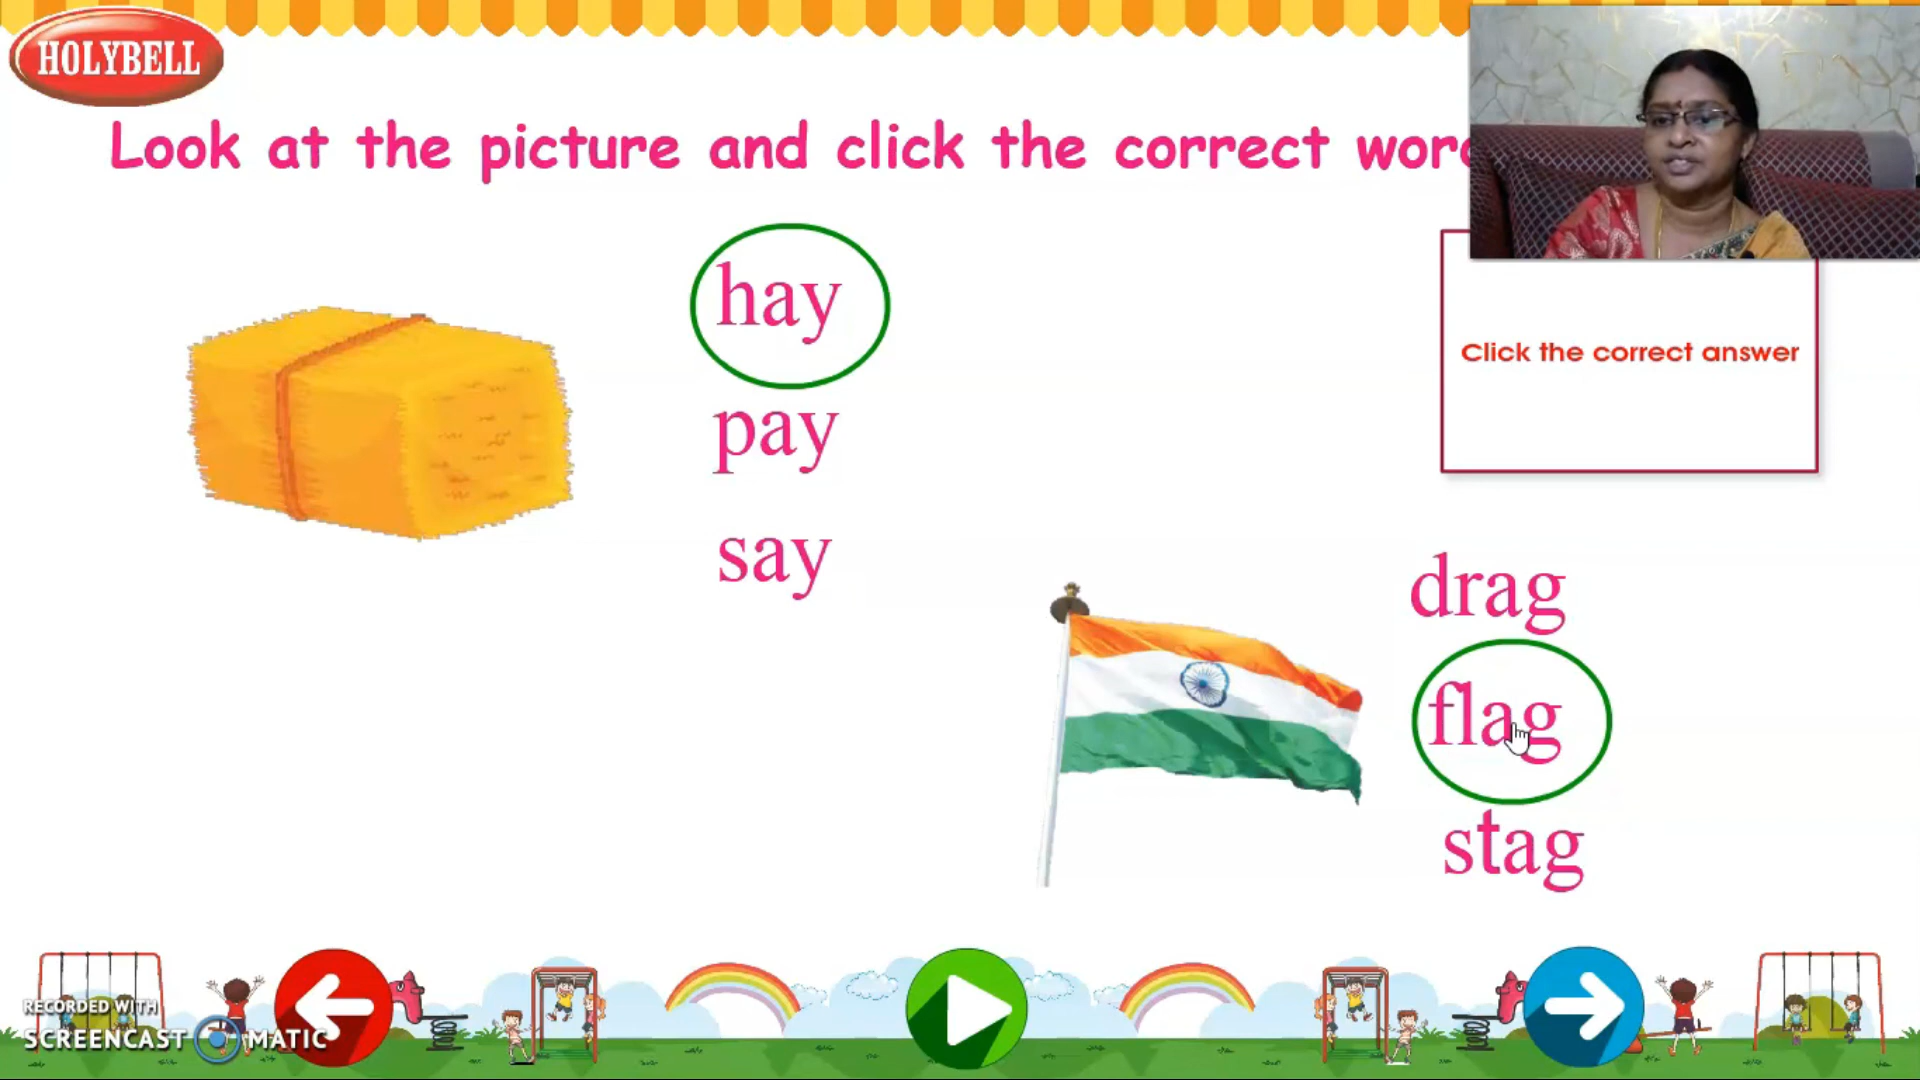 HOLYBELL
Look at the picture and click the correct word
hay
pay
say
Click the correct answer
drag
flag
stag
RECORDED WITH
SCREENCAST MATIC